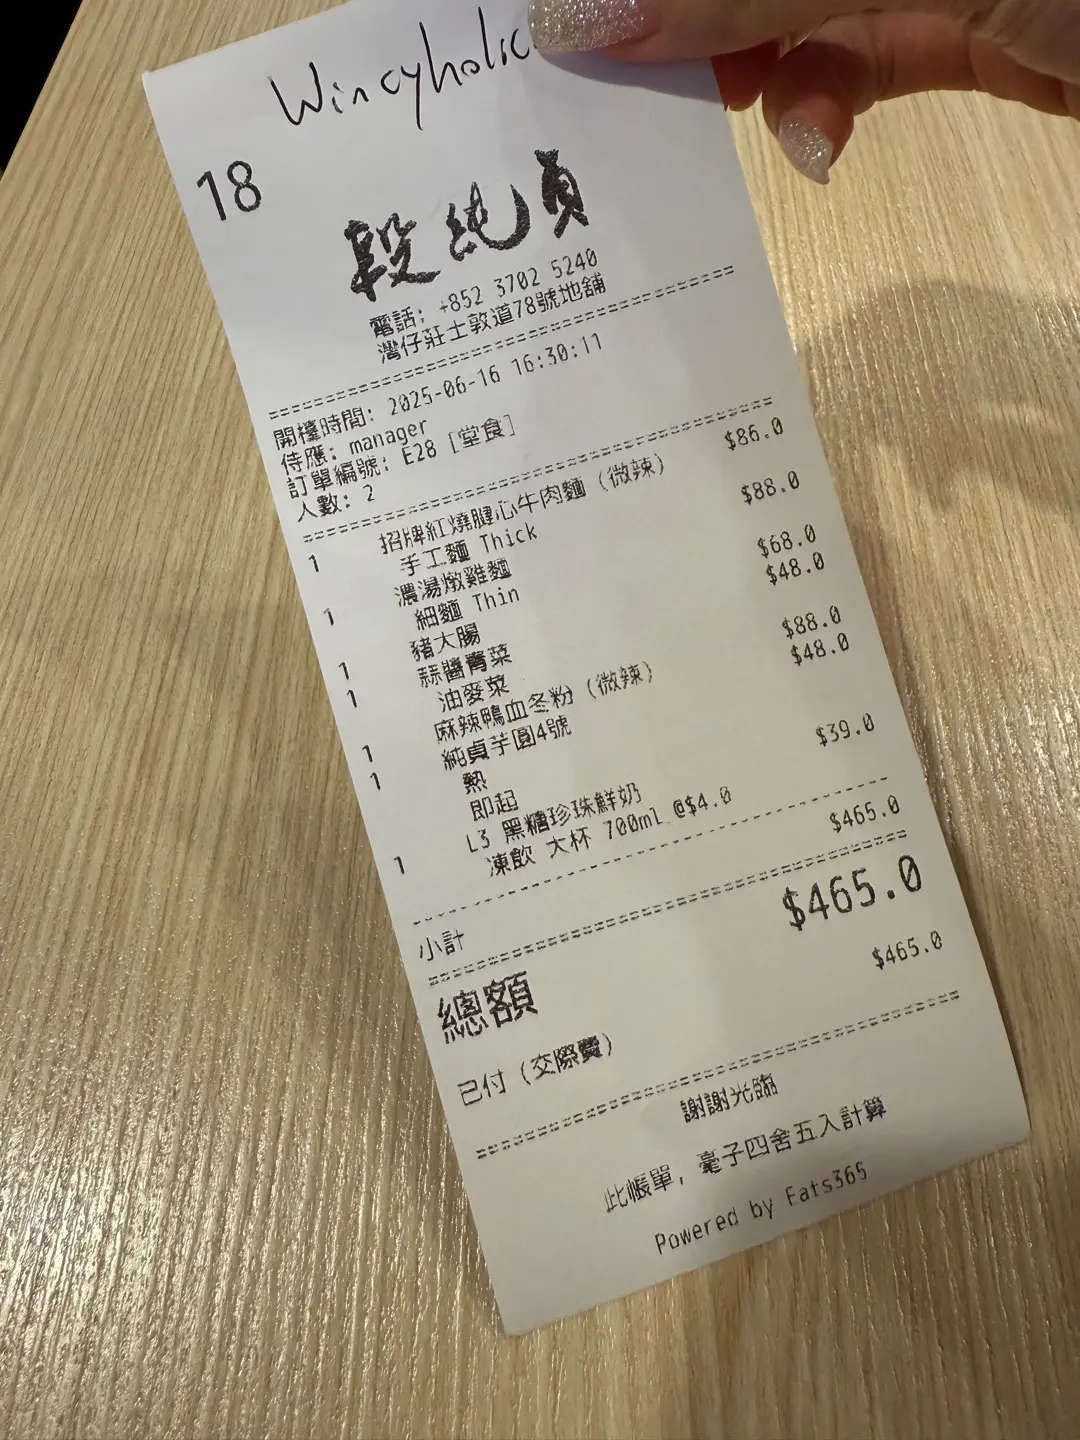 Wincyholic
18
段純貞
電話: +852 3702 5240
灣仔莊士敦道78號地舖
開檯時間: 2025-06-16 16:30:11
侍應: manager
訂單編號: E28 [堂食]
人數: 2
1 招牌紅燒腱心牛肉麵 (微辣) $86.0
手工麵 Thick
1 濃湯燉雞麵 $88.0
細麵 Thin
1 豬大腸 $68.0
1 蒜醬青菜 $48.0
油麥菜
1 麻辣鴨血冬粉 (微辣) $88.0
1 純貞芋圓4號 $48.0
熱
即起
1 L3 黑糖珍珠鮮奶 $39.0
凍飲 大杯 700ml @$4.0
小計 $465.0
總額 $465.0
已付 (交際費) $465.0
謝謝光臨
此帳單, 毫子四舍五入計算
Powered by Eats365